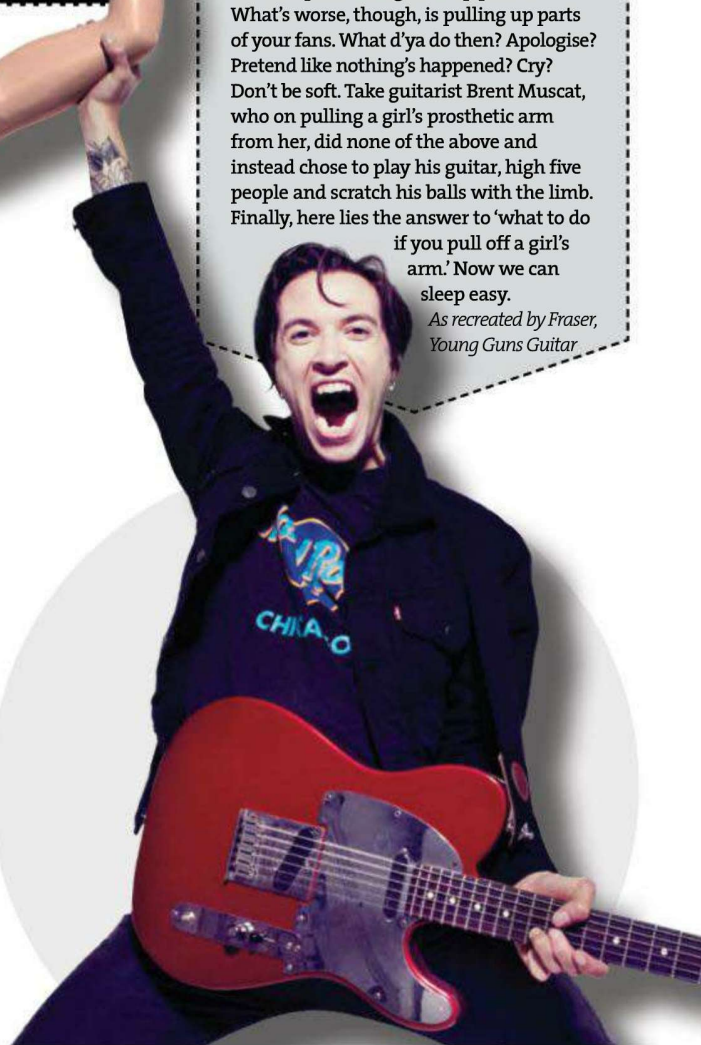 What's worse, though, is pulling up parts
of your fans. What d'ya do then? Apologise?
Pretend like nothing's happened? Cry?
Don't be soft. Take guitarist Brent Muscat,
who on pulling a girl's prosthetic arm
from her, did none of the above and
instead chose to play his guitar, high five
people and scratch his balls with the limb.
Finally, here lies the answer to ‘what to do
if you pull off a girl's
arm.’ Now we can
sleep easy.
As recreated by Fraser,
Young Guns Guitar